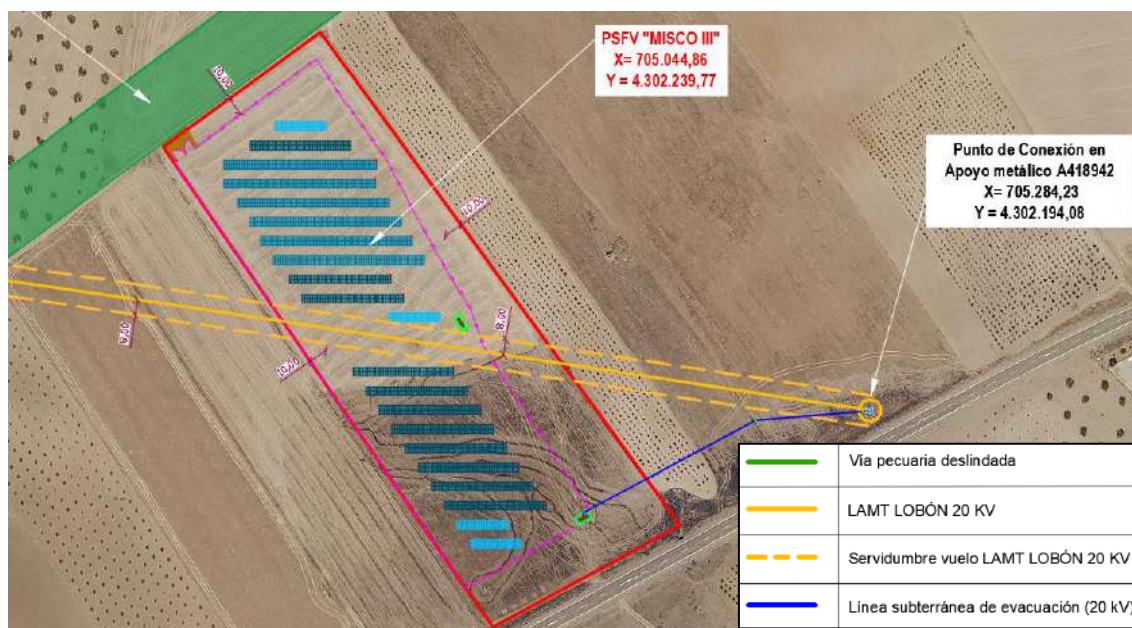 PSFV "MISCO III"
X= 705.044,86
Y = 4.302.239,77
Punto de Conexión en
Apoyo metálico A418942
X= 705.284,23
Y = 4.302.194,08
10,00
10,00
8,00
8,00
10,00
Vía pecuaria deslindada
LAMT LOBÓN 20 KV
Servidumbre vuelo LAMT LOBÓN 20 KV
Línea subterránea de evacuación (20 kV)